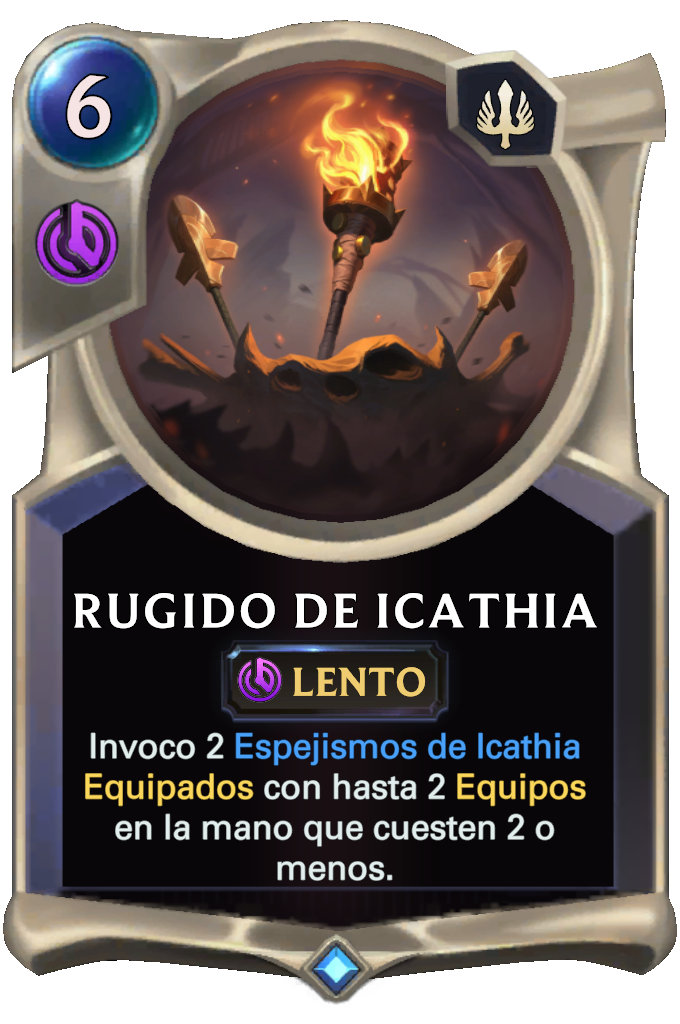 6
RUGIDO DE ICATHIA
LENTO
Invoco 2 Espejismos de Icathia
Equipados con hasta 2 Equipos
en la mano que cuesten 2 o
menos.